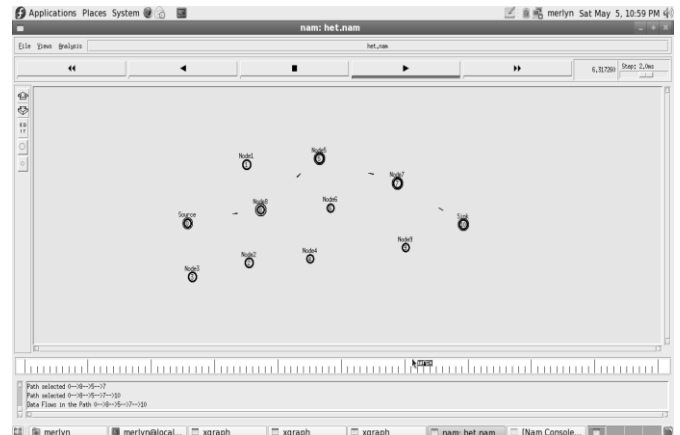 Applications Places System merlyn Sat May 5, 10:59 PM
nam: het.nam
File Views Analysis het.nam
6.317260 Step: 2.0ms
Node1
Node5
Node7
Node8
Node6
Source
Sink
Node9
Node2
Node4
Node3
Path selected 0-->8-->5-->7
Path selected 0-->8-->5-->7-->10
Data Flows in the Path 0-->8-->5-->7-->10
merlyn merlyn@local... xgraph xgraph xgraph nam: het.nam [Nam Console...